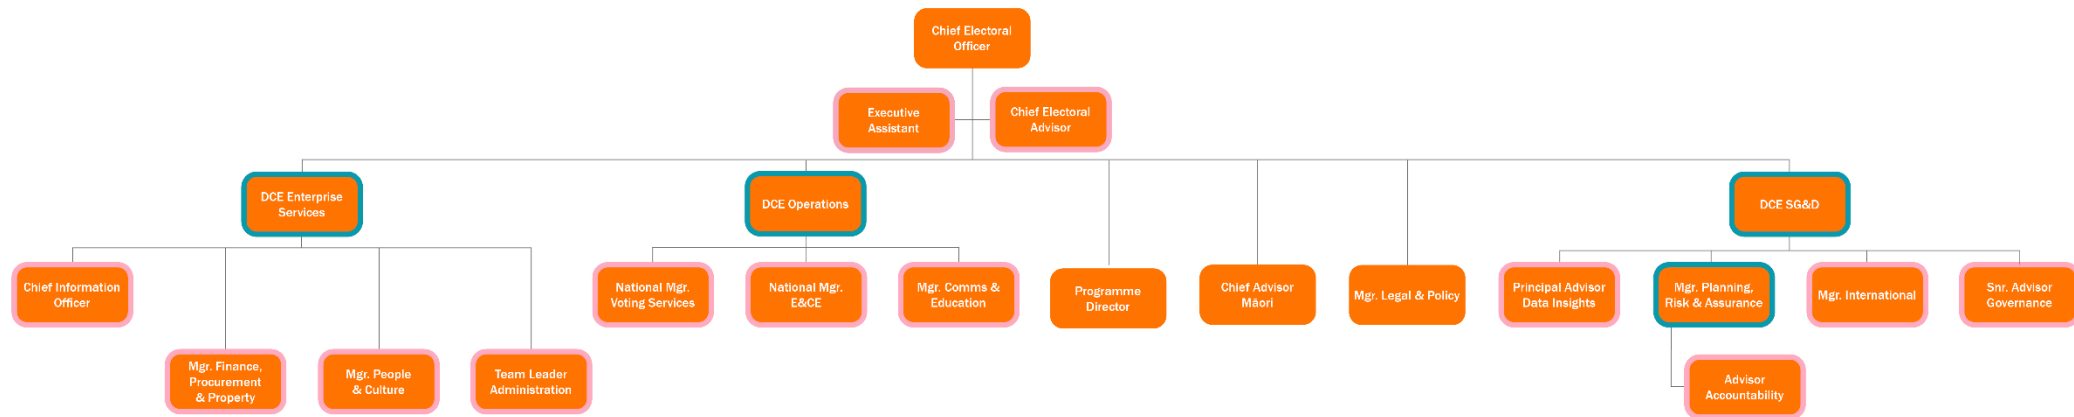 Chief Electoral
Officer
Executive
Assistant
Chief Electoral
Advisor
DCE Enterprise
Services
DCE Operations
DCE SG&D
Chief Information
Officer
National Mgr.
Voting Services
National Mgr.
E&CE
Mgr. Comms &
Education
Programme
Director
Chief Advisor
Māori
Mgr. Legal & Policy
Principal Advisor
Data Insights
Mgr. Planning,
Risk & Assurance
Mgr. International
Snr. Advisor
Governance
Mgr. Finance,
Procurement
& Property
Mgr. People
& Culture
Team Leader
Administration
Advisor
Accountability